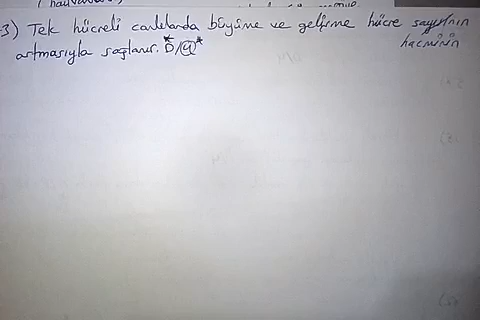 3) Tek hücreli canlılarda büyüme ve gelişme hücre sayısının
hacminin
artmasıyla sağlanır. D/Y